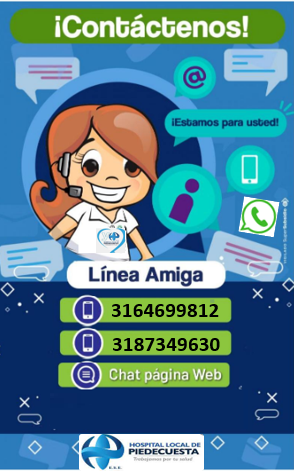 ¡Contáctenos!
@
¡Estamos para usted!
Línea Amiga
3164699812
3187349630
Chat página Web
HOSPITAL LOCAL DE
PIEDECUESTA
Trabajamos por su salud
E.S.E.